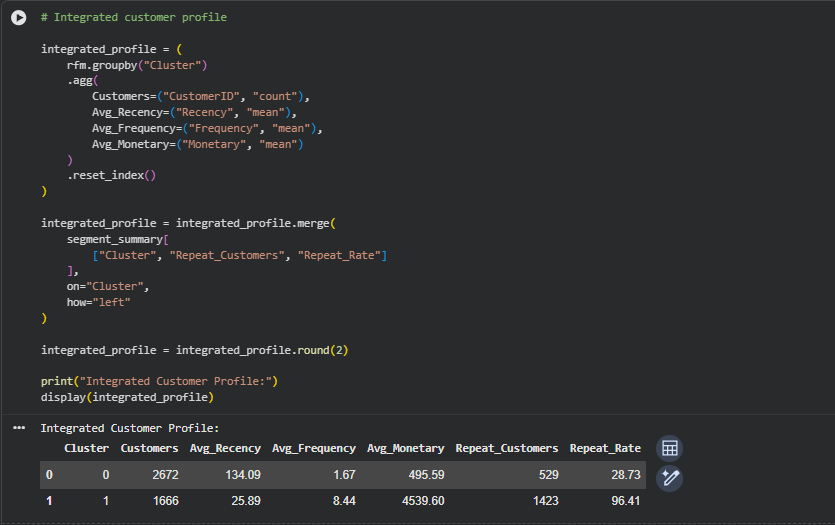 # Integrated customer profile
integrated_profile = (
    rfm.groupby("Cluster")
    .agg(
        Customers=("CustomerID", "count"),
        Avg_Recency=("Recency", "mean"),
        Avg_Frequency=("Frequency", "mean"),
        Avg_Monetary=("Monetary", "mean")
    )
    .reset_index()
)
integrated_profile = integrated_profile.merge(
    segment_summary[
        ["Cluster", "Repeat_Customers", "Repeat_Rate"]
    ],
    on="Cluster",
    how="left"
)
integrated_profile = integrated_profile.round(2)
print("Integrated Customer Profile:")
display(integrated_profile)
Integrated Customer Profile:
Cluster Customers Avg_Recency Avg_Frequency Avg_Monetary Repeat_Customers Repeat_Rate
0 0 2672 134.09 1.67 495.59 529 28.73
1 1 1666 25.89 8.44 4539.60 1423 96.41